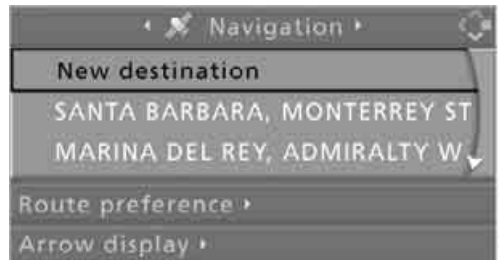 Navigation
New destination
SANTA BARBARA, MONTERREY ST
MARINA DEL REY, ADMIRALTY W
Route preference
Arrow display